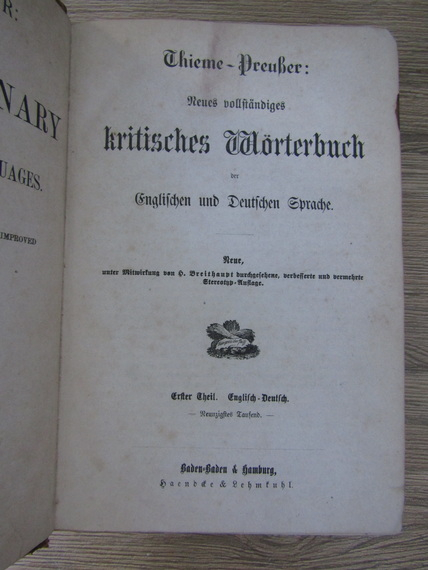 R:
NARY
UAGES.
IMPROVED
Thieme-Preußer:
Neues vollständiges
kritisches Wörterbuch
der
Englischen und Deutschen Sprache.
Neue,
unter Mitwirkung von H. Breithaupt durchgesehene, verbesserte und vermehrte
Stereotyp-Auflage.
Erster Theil. Englisch-Deutsch.
— Neunzigstes Tausend. —
Baden-Baden & Hamburg,
Haendcke & Lehmkuhl.